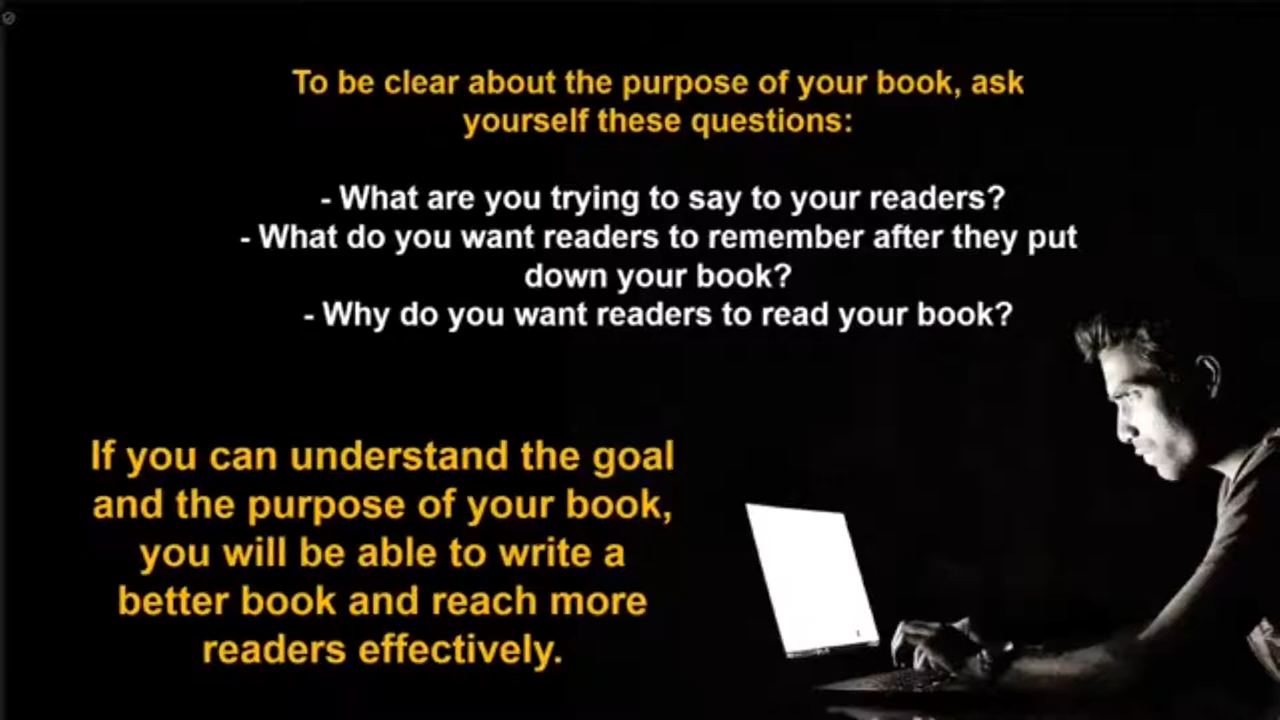 To be clear about the purpose of your book, ask
yourself these questions:
- What are you trying to say to your readers?
- What do you want readers to remember after they put
down your book?
- Why do you want readers to read your book?
If you can understand the goal
and the purpose of your book,
you will be able to write a
better book and reach more
readers effectively.